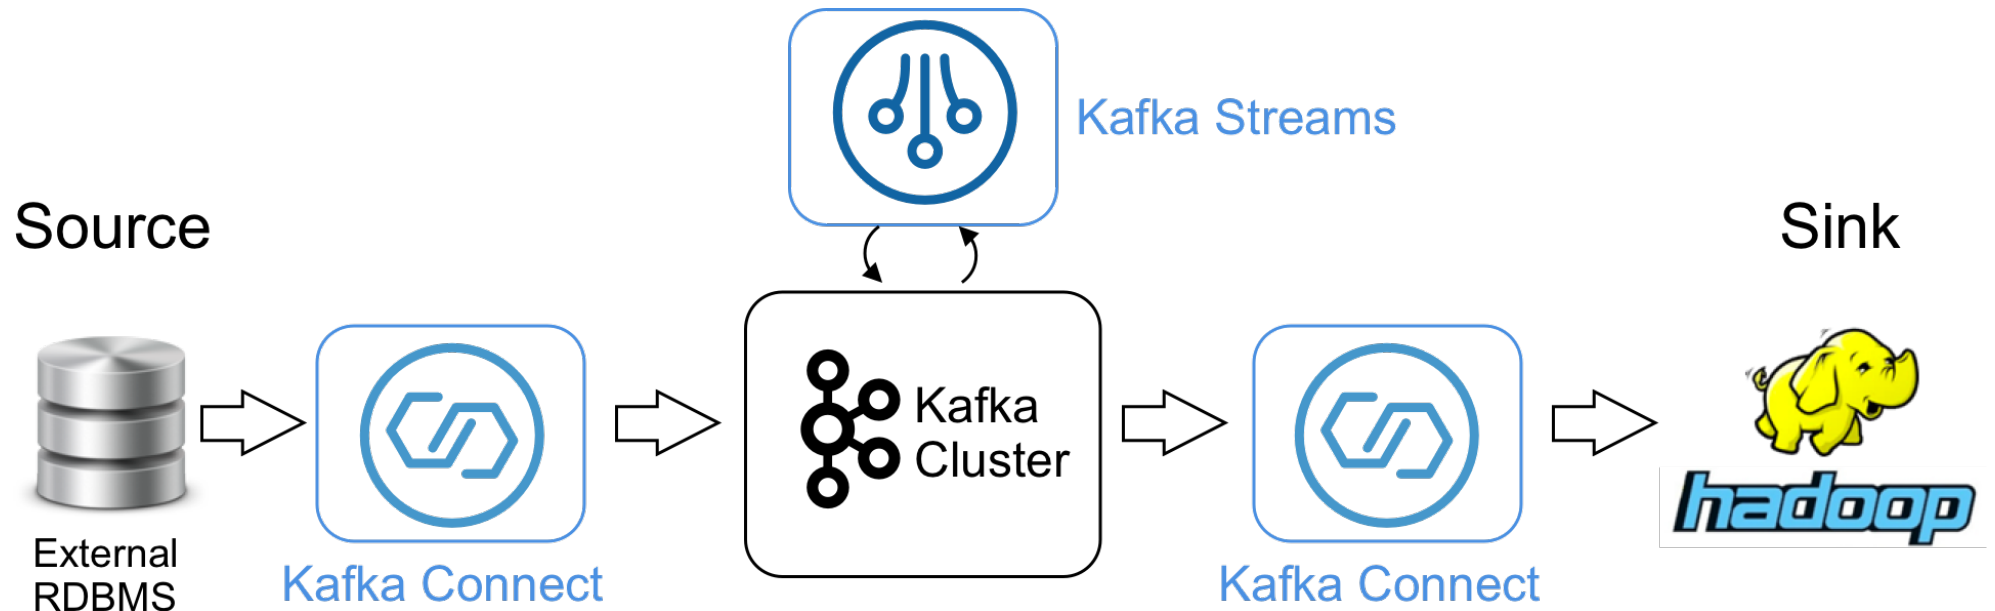 Kafka Streams
Source
Sink
Kafka
Cluster
hadoop
External
RDBMS
Kafka Connect
Kafka Connect